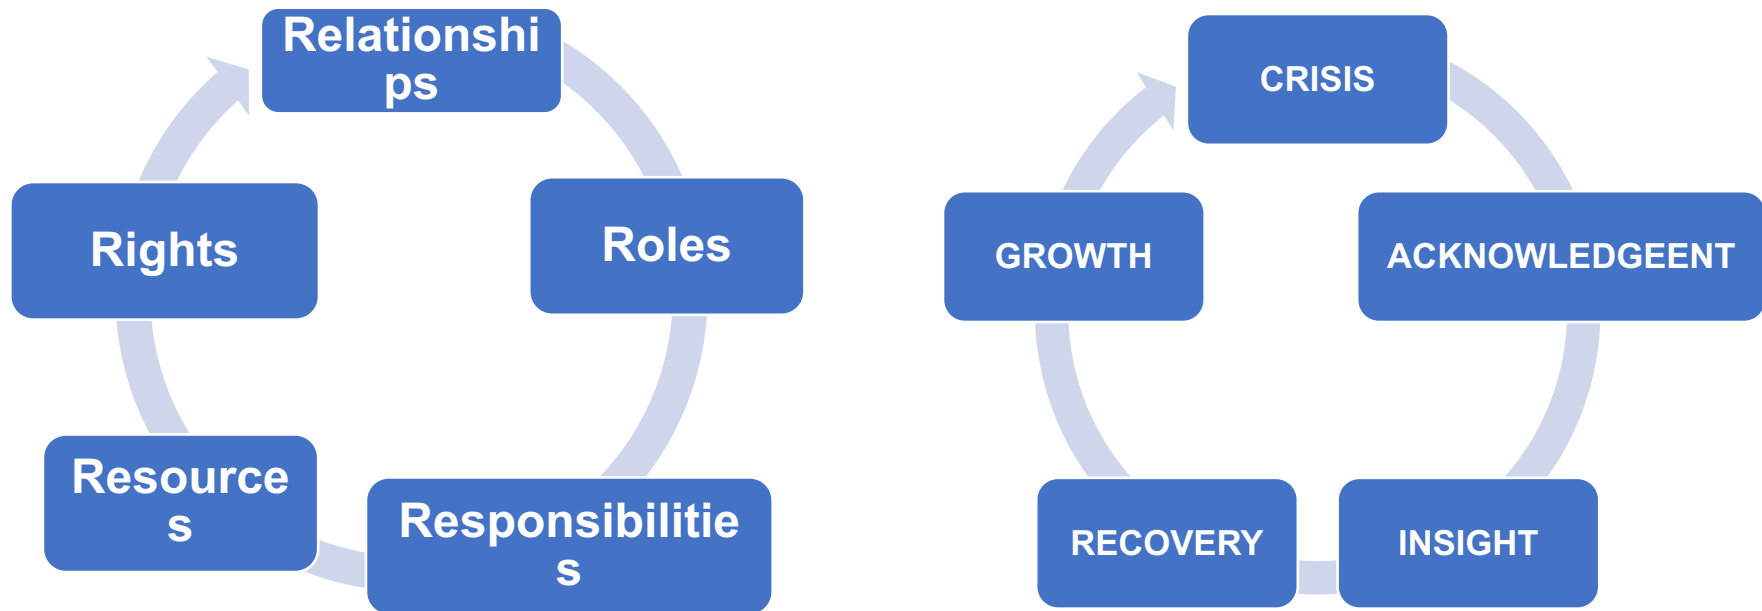 Relationshi
ps
Roles
Responsibilitie
s
Resource
s
Rights
CRISIS
ACKNOWLEDGEENT
INSIGHT
RECOVERY
GROWTH